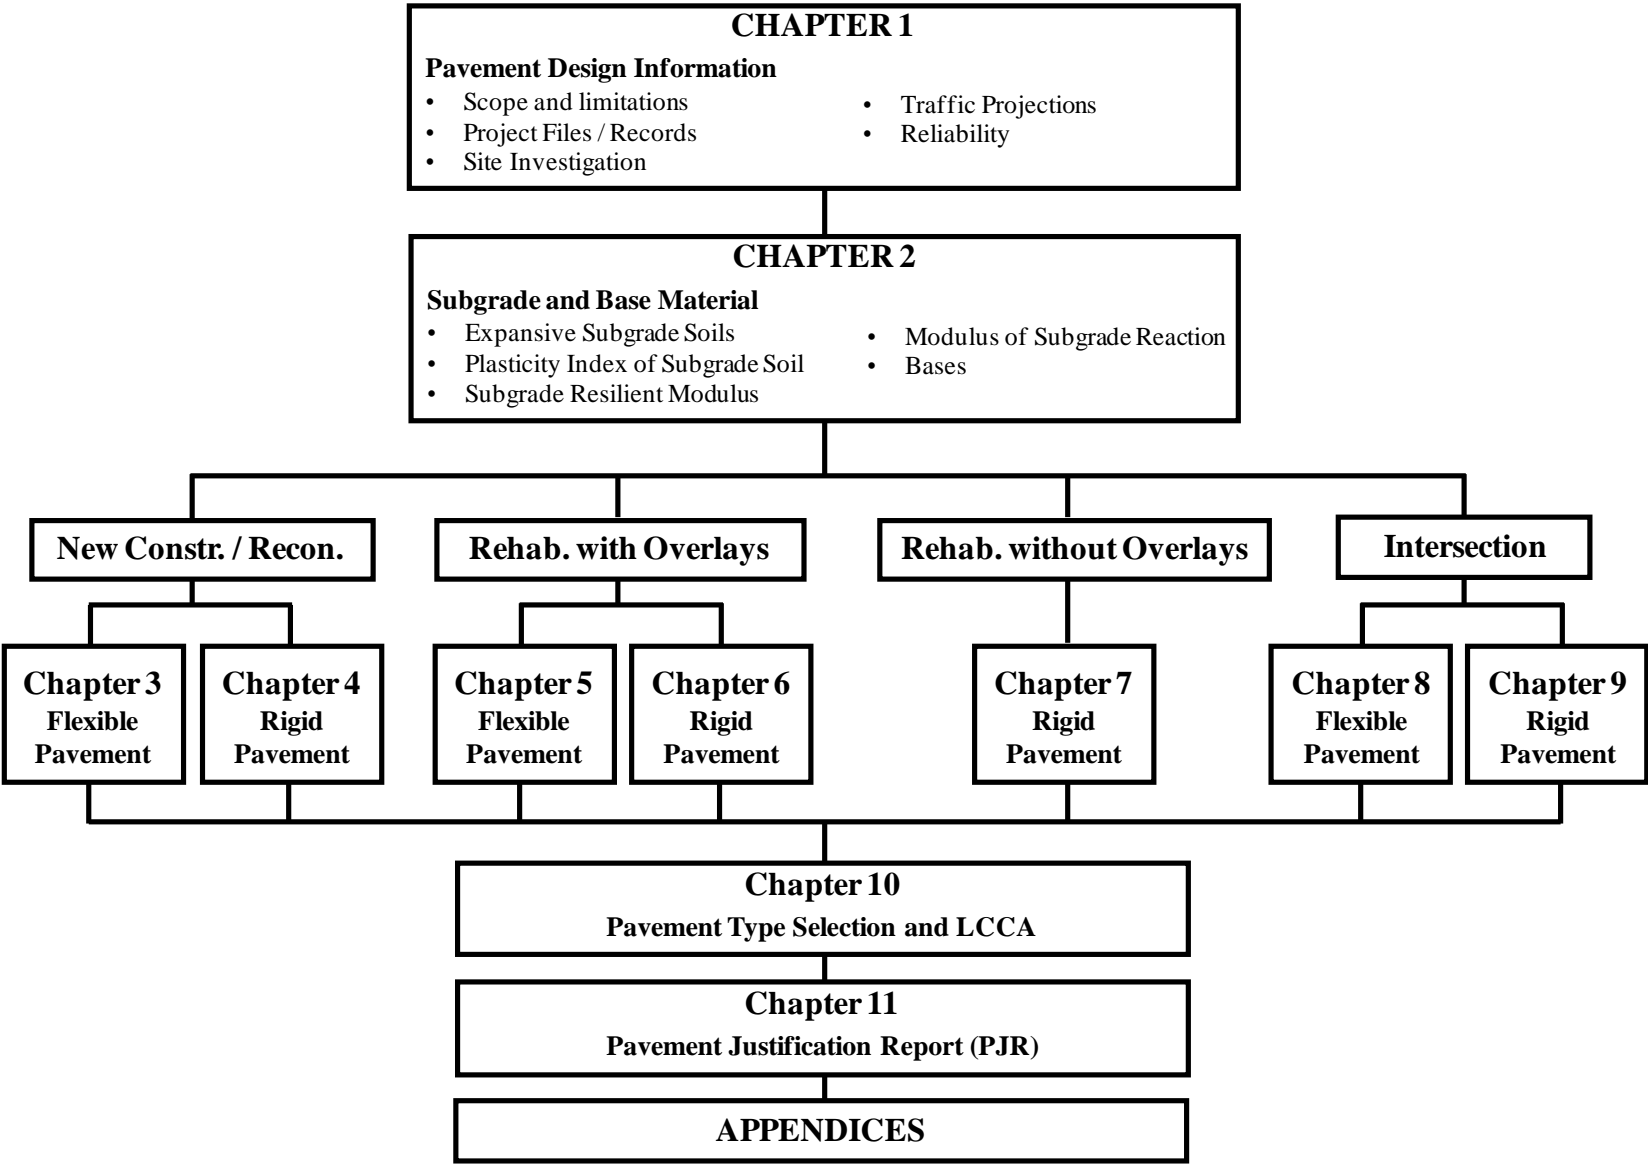 CHAPTER 1
Pavement Design Information
• Scope and limitations
• Project Files / Records
• Site Investigation
• Traffic Projections
• Reliability
CHAPTER 2
Subgrade and Base Material
• Expansive Subgrade Soils
• Plasticity Index of Subgrade Soil
• Subgrade Resilient Modulus
• Modulus of Subgrade Reaction
• Bases
New Constr. / Recon.
Rehab. with Overlays
Rehab. without Overlays
Intersection
Chapter 3
Flexible
Pavement
Chapter 4
Rigid
Pavement
Chapter 5
Flexible
Pavement
Chapter 6
Rigid
Pavement
Chapter 7
Rigid
Pavement
Chapter 8
Flexible
Pavement
Chapter 9
Rigid
Pavement
Chapter 10
Pavement Type Selection and LCCA
Chapter 11
Pavement Justification Report (PJR)
APPENDICES